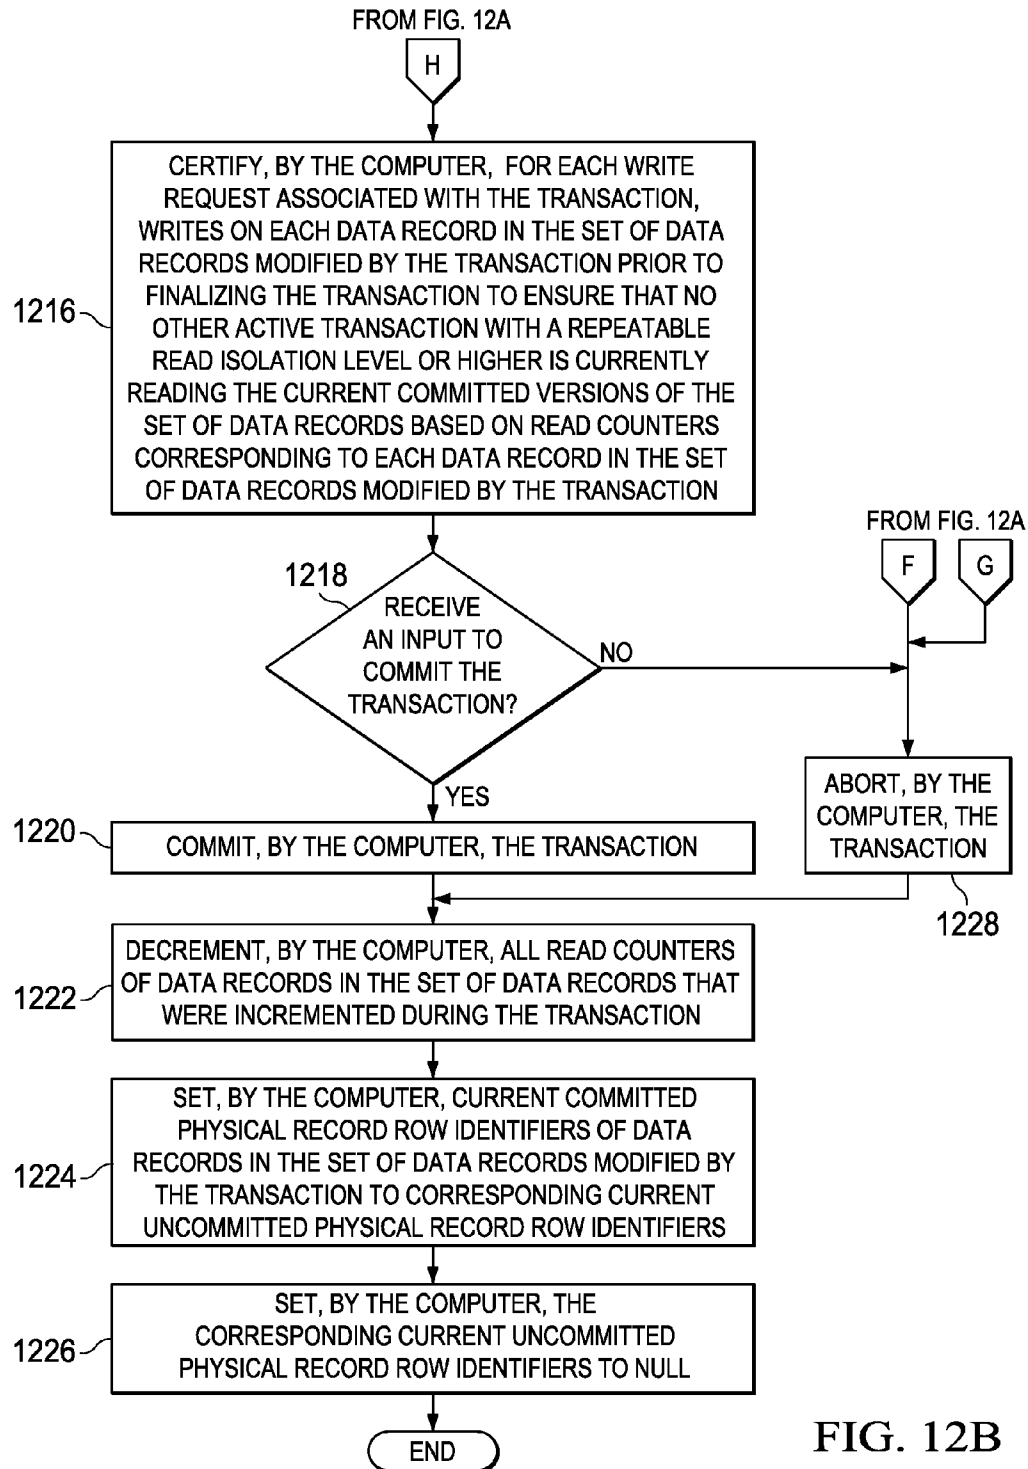 FROM FIG. 12A
H
CERTIFY, BY THE COMPUTER, FOR EACH WRITE
REQUEST ASSOCIATED WITH THE TRANSACTION,
WRITES ON EACH DATA RECORD IN THE SET OF DATA
RECORDS MODIFIED BY THE TRANSACTION PRIOR TO
FINALIZING THE TRANSACTION TO ENSURE THAT NO
OTHER ACTIVE TRANSACTION WITH A REPEATABLE
READ ISOLATION LEVEL OR HIGHER IS CURRENTLY
READING THE CURRENT COMMITTED VERSIONS OF THE
SET OF DATA RECORDS BASED ON READ COUNTERS
CORRESPONDING TO EACH DATA RECORD IN THE SET
OF DATA RECORDS MODIFIED BY THE TRANSACTION
1216
FROM FIG. 12A
F
G
1218
RECEIVE
AN INPUT TO
COMMIT THE
TRANSACTION?
NO
YES
ABORT, BY THE
COMPUTER, THE
TRANSACTION
1228
1220
COMMIT, BY THE COMPUTER, THE TRANSACTION
DECREMENT, BY THE COMPUTER, ALL READ COUNTERS
OF DATA RECORDS IN THE SET OF DATA RECORDS THAT
WERE INCREMENTED DURING THE TRANSACTION
1222
SET, BY THE COMPUTER, CURRENT COMMITTED
PHYSICAL RECORD ROW IDENTIFIERS OF DATA
RECORDS IN THE SET OF DATA RECORDS MODIFIED BY
THE TRANSACTION TO CORRESPONDING CURRENT
UNCOMMITTED PHYSICAL RECORD ROW IDENTIFIERS
1224
SET, BY THE COMPUTER, THE
CORRESPONDING CURRENT UNCOMMITTED
PHYSICAL RECORD ROW IDENTIFIERS TO NULL
1226
END
FIG. 12B